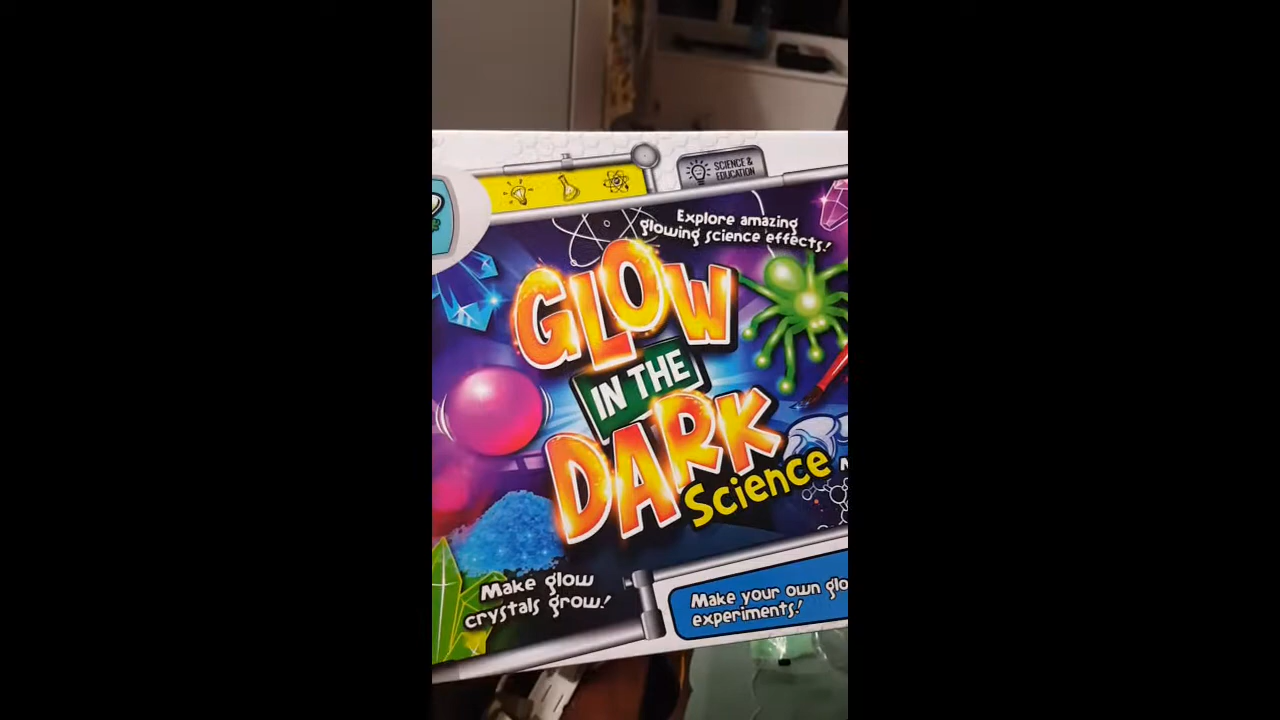 SCIENCE &
EDUCATION
Explore amazing
glowing science effects!
GLOW
IN THE
DARK
Science
Make glow
crystals grow!
Make your own glo
experiments!